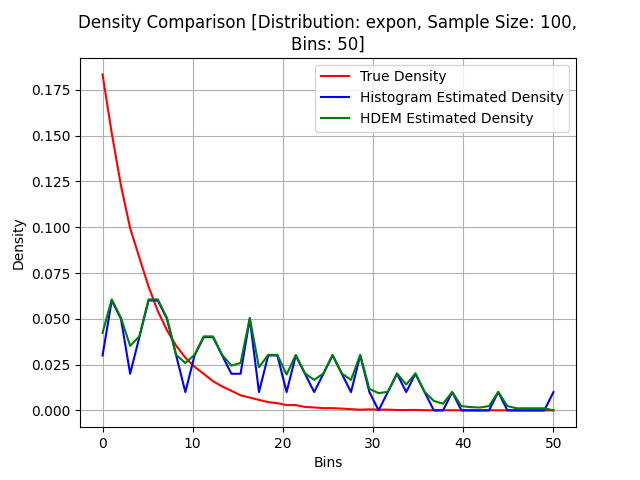 Density Comparison [Distribution: expon, Sample Size: 100,
Bins: 50]
True Density
Histogram Estimated Density
HDEM Estimated Density
Density
0.175
0.150
0.125
0.100
0.075
0.050
0.025
0.000
0 10 20 30 40 50
Bins